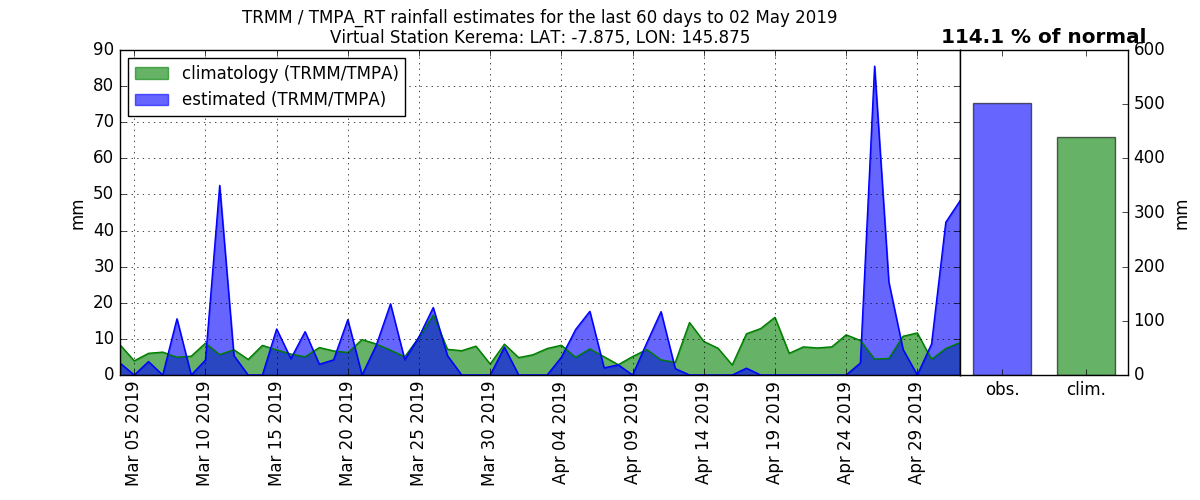 TRMM / TMPA_RT rainfall estimates for the last 60 days to 02 May 2019
Virtual Station Kerema: LAT: -7.875, LON: 145.875
114.1 % of normal
climatology (TRMM/TMPA)
estimated (TRMM/TMPA)
mm
90
80
70
60
50
40
30
20
10
0
Mar 05 2019
Mar 10 2019
Mar 15 2019
Mar 20 2019
Mar 25 2019
Mar 30 2019
Apr 04 2019
Apr 09 2019
Apr 14 2019
Apr 19 2019
Apr 24 2019
Apr 29 2019
obs.
clim.
600
500
400
300
200
100
0
mm